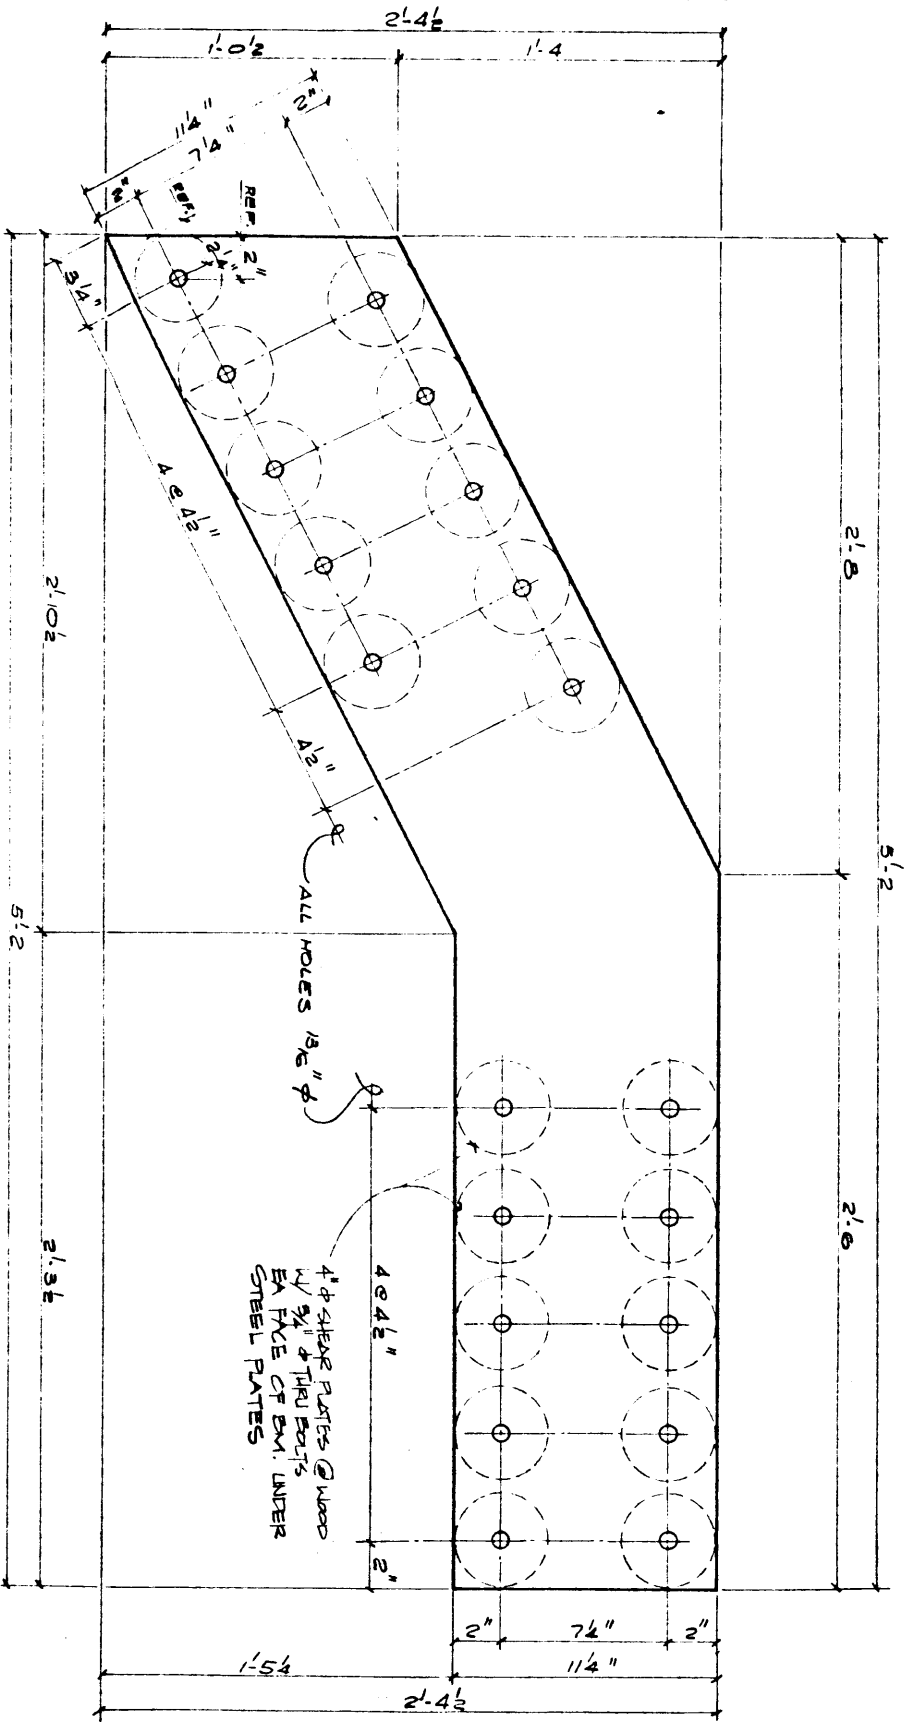 2'-4½
1'-0½
1'-4
11¼"
7¼"
2"
2"
REF.
REF. 2"
2¼"
3¼"
4 @ 4½"
4½"
2'-10½
2'-3½
5'-2
2'-8
2'-6
5'-2
ALL HOLES 13/16" φ
4 @ 4½"
2"
4" φ SHEAR PLATES @ WOOD
W/ 3/4" φ THRU BOLTS
EA FACE OF BM. UNDER
STEEL PLATES
2"
7¼"
2"
1'-5¼
11¼"
2'-4½